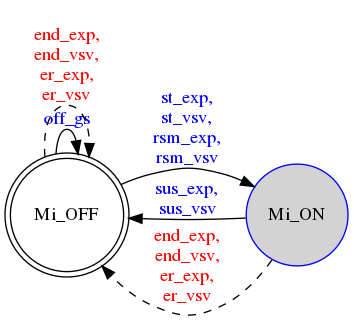 end_exp,
end_vsv,
er_exp,
er_vsv
off_gs
st_exp,
st_vsv,
rsm_exp,
rsm_vsv
Mi_OFF
sus_exp,
sus_vsv
Mi_ON
end_exp,
end_vsv,
er_exp,
er_vsv